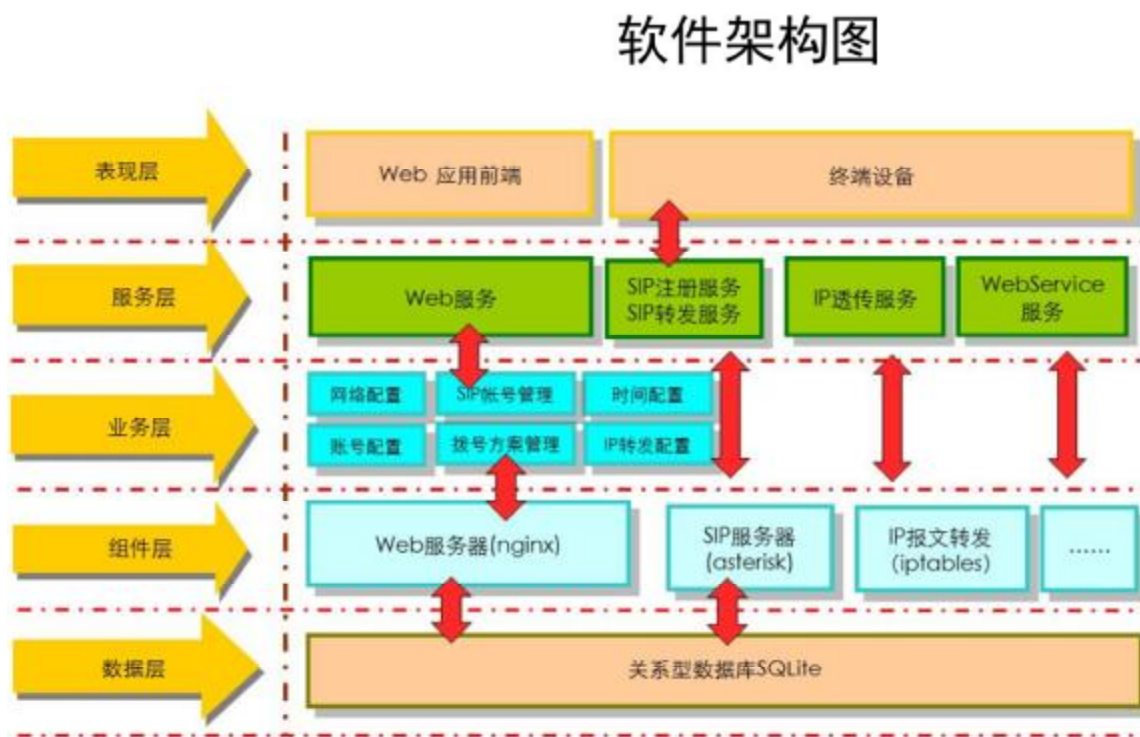 软件架构图
表现层
Web 应用前端
终端设备
服务层
Web服务
SIP注册服务
SIP转发服务
IP透传服务
WebService
服务
业务层
网络配置
SIP帐号管理
时间配置
账号配置
拨号方案管理
IP转发配置
组件层
Web服务器(nginx)
SIP服务器
(asterisk)
IP报文转发
(iptables)
......
数据层
关系型数据库SQLite